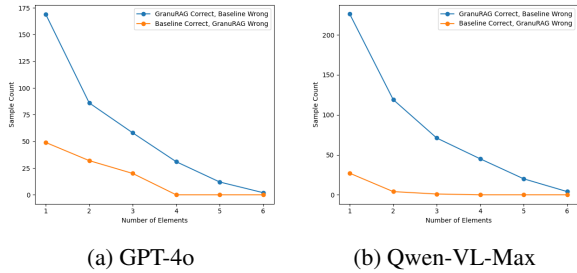 GranuRAG Correct, Baseline Wrong
Baseline Correct, GranuRAG Wrong
Sample Count
175
150
125
100
75
50
25
0
1 2 3 4 5 6
Number of Elements
(a) GPT-4o
GranuRAG Correct, Baseline Wrong
Baseline Correct, GranuRAG Wrong
Sample Count
200
150
100
50
0
1 2 3 4 5 6
Number of Elements
(b) Qwen-VL-Max